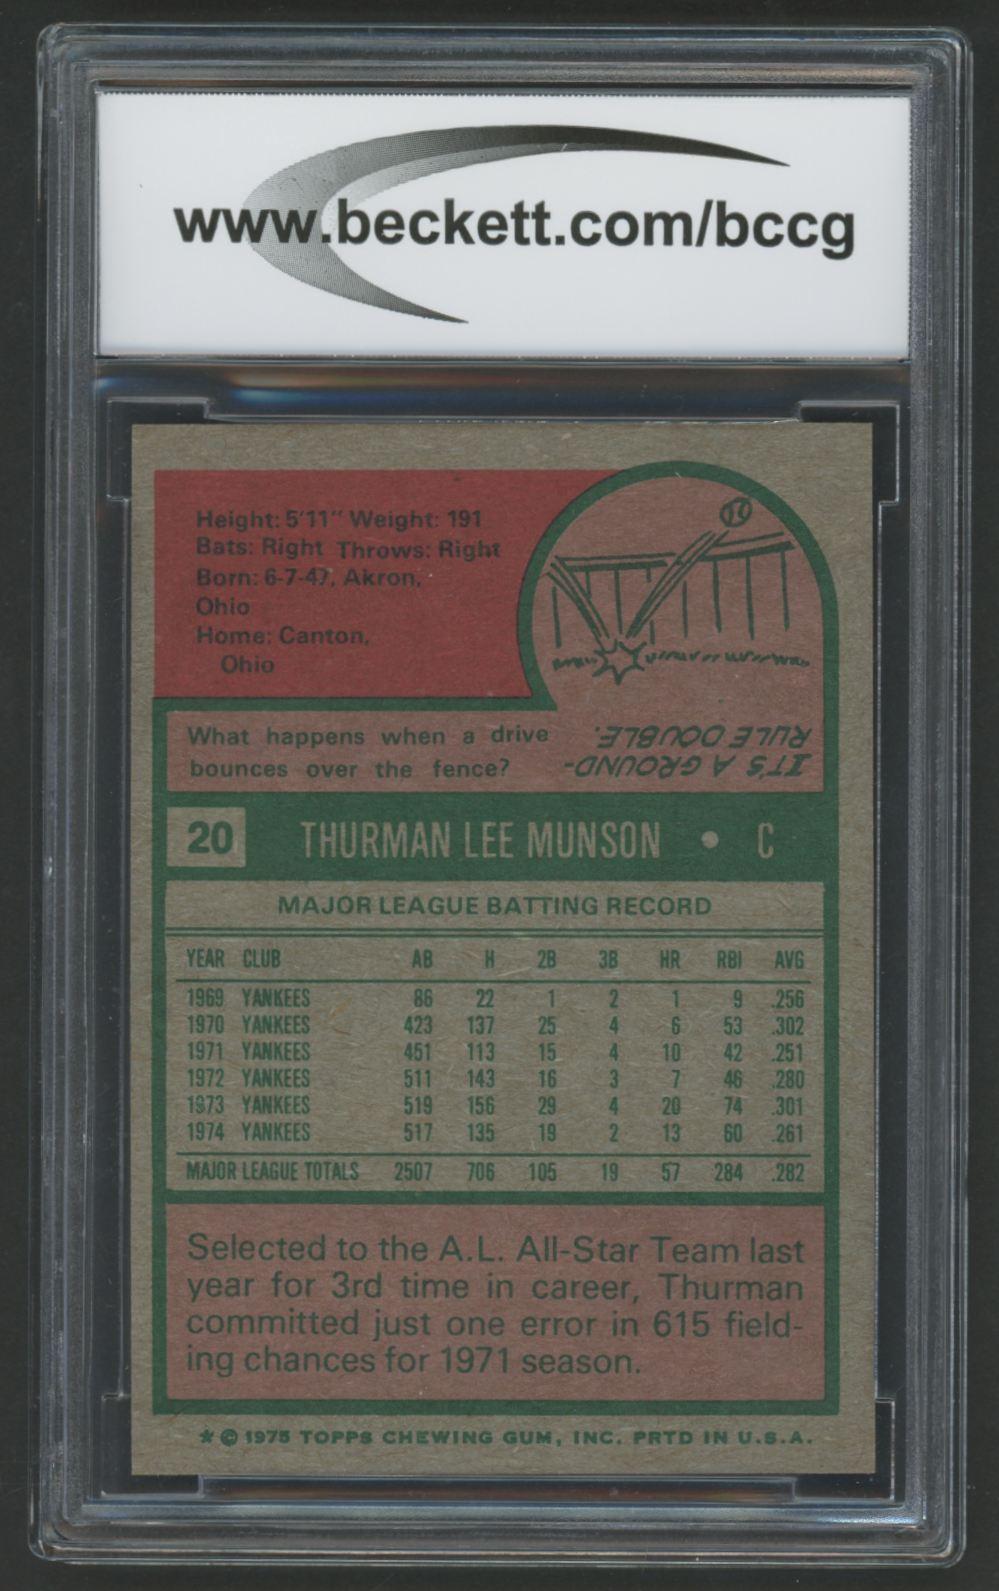 www.beckett.com/bccg
Height: 5'11" Weight: 191
Bats: Right Throws: Right
Born: 6-7-47, Akron,
Ohio
Home: Canton,
Ohio
What happens when a drive
bounces over the fence?
IT'S A GROUND-
RULE DOUBLE.
20 THURMAN LEE MUNSON • C
MAJOR LEAGUE BATTING RECORD
YEAR CLUB AB H 2B 3B HR RBI AVG
1969 YANKEES 86 22 1 2 1 9 .256
1970 YANKEES 423 137 25 4 6 53 .302
1971 YANKEES 451 113 15 4 10 42 .251
1972 YANKEES 511 143 16 3 7 46 .280
1973 YANKEES 519 156 29 4 20 74 .301
1974 YANKEES 517 135 19 2 13 60 .261
MAJOR LEAGUE TOTALS 2507 706 105 19 57 284 .282
Selected to the A.L. All-Star Team last
year for 3rd time in career, Thurman
committed just one error in 615 field-
ing chances for 1971 season.
* © 1975 TOPPS CHEWING GUM, INC. PRTD IN U.S.A.